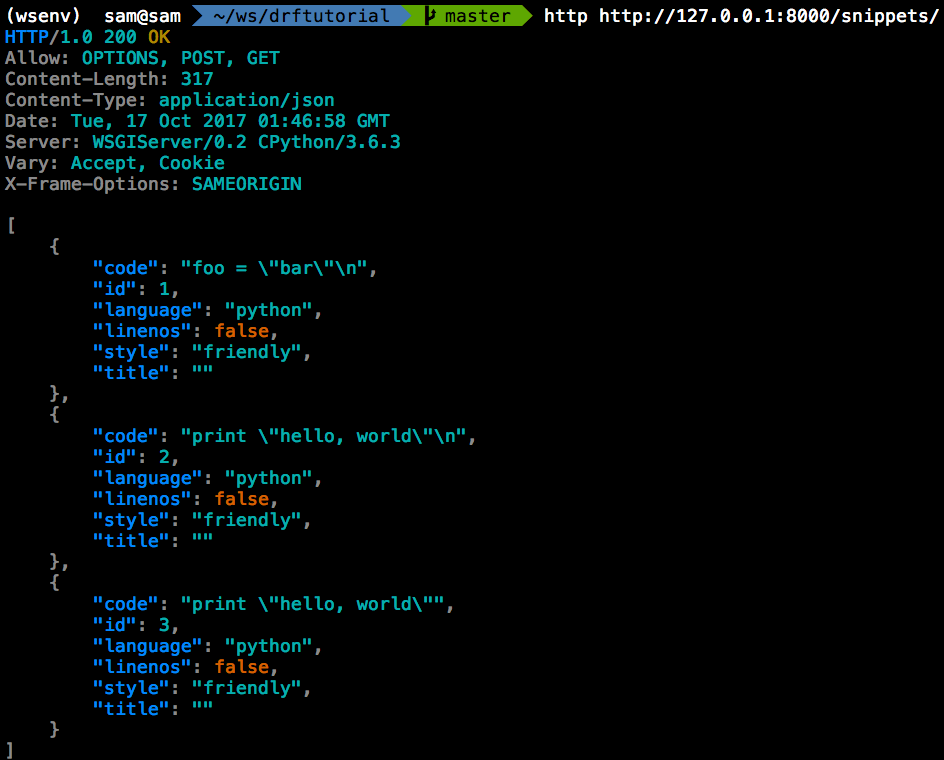 (wsenv)  sam@sam  ~/ws/drftutorial  master  http http://127.0.0.1:8000/snippets/
HTTP/1.0 200 OK
Allow: OPTIONS, POST, GET
Content-Length: 317
Content-Type: application/json
Date: Tue, 17 Oct 2017 01:46:58 GMT
Server: WSGIServer/0.2 CPython/3.6.3
Vary: Accept, Cookie
X-Frame-Options: SAMEORIGIN

[
    {
        "code": "foo = \"bar\"\n",
        "id": 1,
        "language": "python",
        "linenos": false,
        "style": "friendly",
        "title": ""
    },
    {
        "code": "print \"hello, world\"\n",
        "id": 2,
        "language": "python",
        "linenos": false,
        "style": "friendly",
        "title": ""
    },
    {
        "code": "print \"hello, world\"",
        "id": 3,
        "language": "python",
        "linenos": false,
        "style": "friendly",
        "title": ""
    }
]